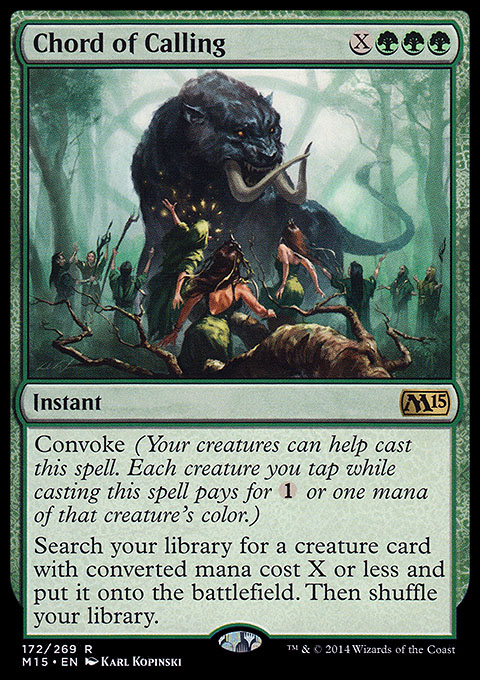 Chord of Calling X
Instant
M15
Convoke (Your creatures can help cast
this spell. Each creature you tap while
casting this spell pays for 1 or one mana
of that creature's color.)
Search your library for a creature card
with converted mana cost X or less and
put it onto the battlefield. Then shuffle
your library.
172/269 R
M15 • EN Karl Kopinski
™ & © 2014 Wizards of the Coast